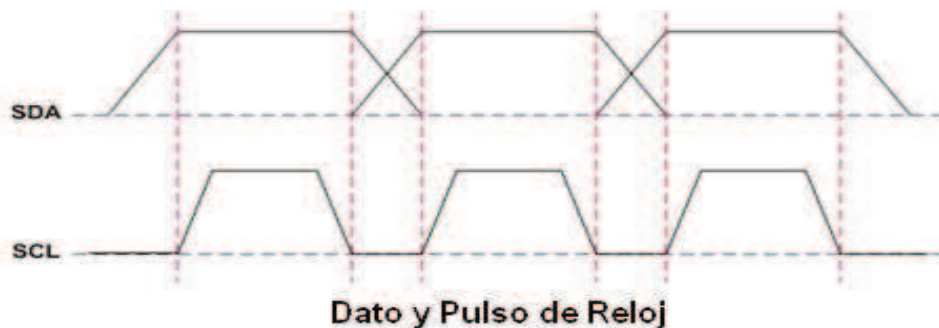 SDA
SCL
Dato y Pulso de Reloj